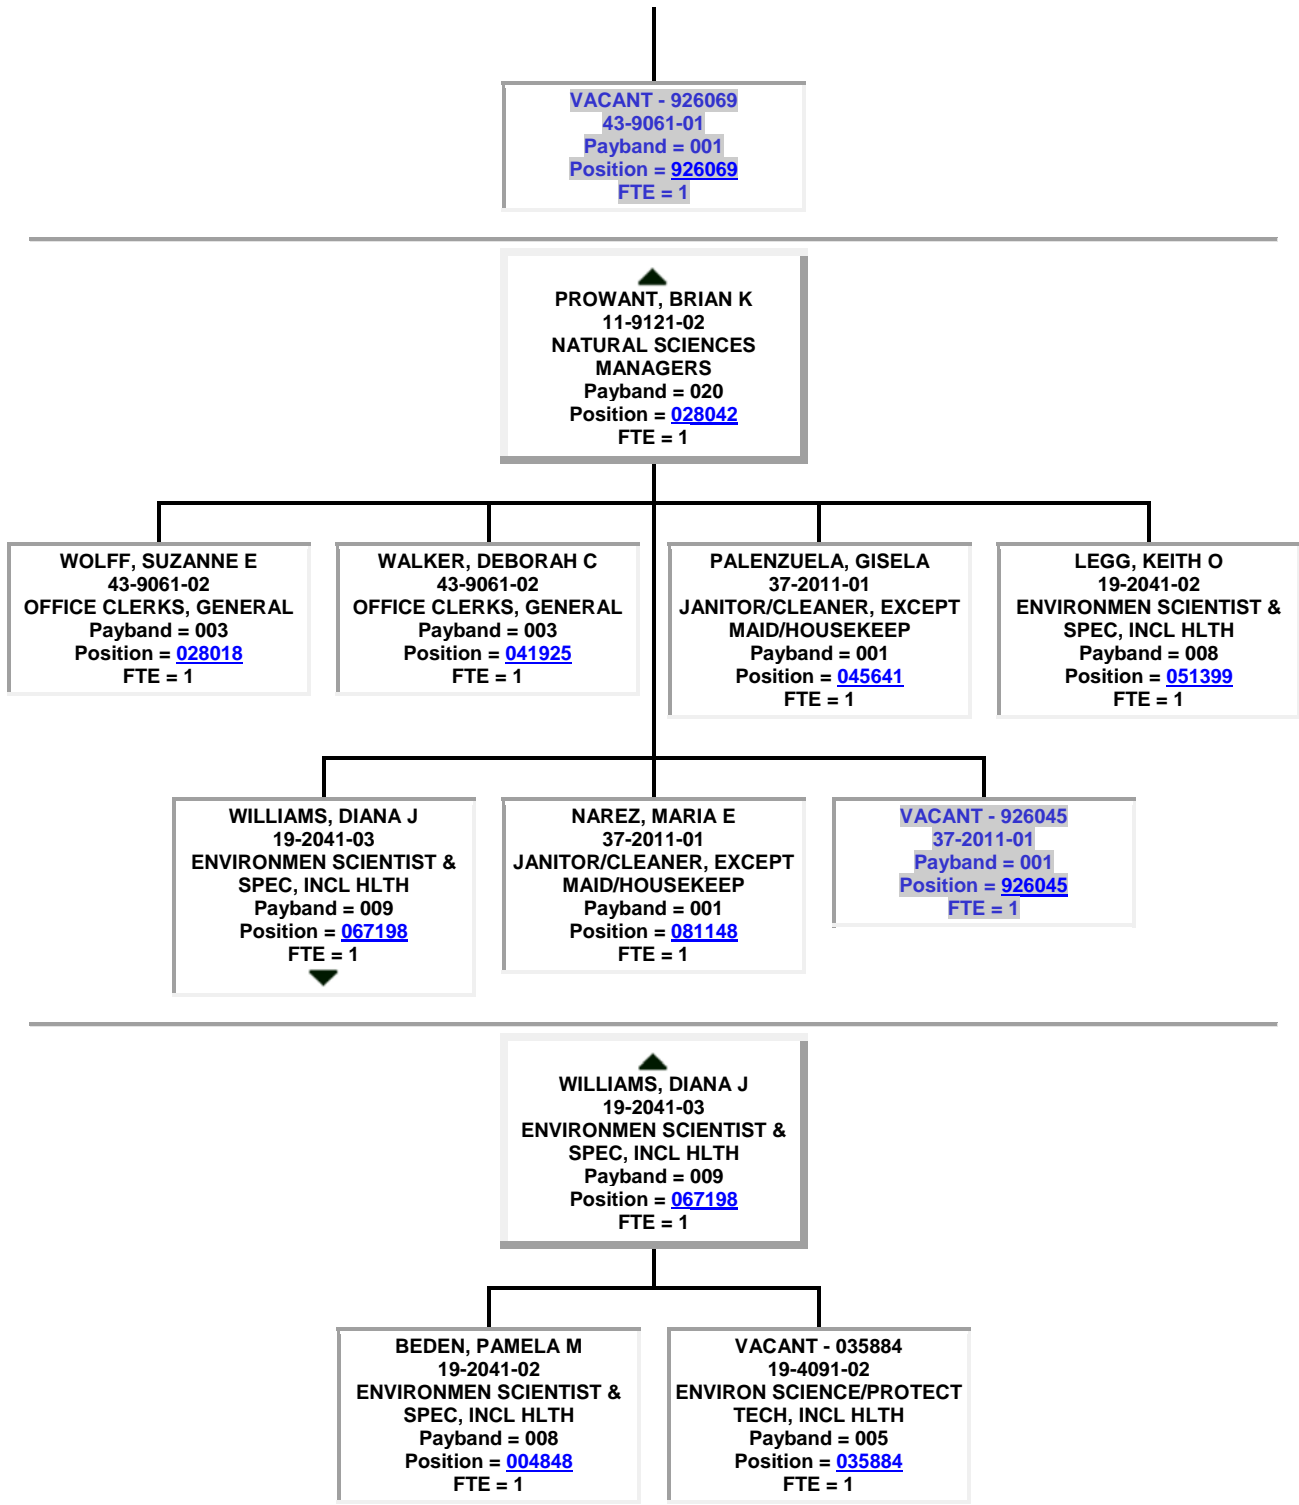 VACANT - 926069
43-9061-01
Payband = 001
Position = 926069
FTE = 1
PROWANT, BRIAN K
11-9121-02
NATURAL SCIENCES
MANAGERS
Payband = 020
Position = 028042
FTE = 1
WOLFF, SUZANNE E
43-9061-02
OFFICE CLERKS, GENERAL
Payband = 003
Position = 028018
FTE = 1
WALKER, DEBORAH C
43-9061-02
OFFICE CLERKS, GENERAL
Payband = 003
Position = 041925
FTE = 1
PALENZUELA, GISELA
37-2011-01
JANITOR/CLEANER, EXCEPT
MAID/HOUSEKEEP
Payband = 001
Position = 045641
FTE = 1
LEGG, KEITH O
19-2041-02
ENVIRONMEN SCIENTIST &
SPEC, INCL HLTH
Payband = 008
Position = 051399
FTE = 1
WILLIAMS, DIANA J
19-2041-03
ENVIRONMEN SCIENTIST &
SPEC, INCL HLTH
Payband = 009
Position = 067198
FTE = 1
NAREZ, MARIA E
37-2011-01
JANITOR/CLEANER, EXCEPT
MAID/HOUSEKEEP
Payband = 001
Position = 081148
FTE = 1
VACANT - 926045
37-2011-01
Payband = 001
Position = 926045
FTE = 1
WILLIAMS, DIANA J
19-2041-03
ENVIRONMEN SCIENTIST &
SPEC, INCL HLTH
Payband = 009
Position = 067198
FTE = 1
BEDEN, PAMELA M
19-2041-02
ENVIRONMEN SCIENTIST &
SPEC, INCL HLTH
Payband = 008
Position = 004848
FTE = 1
VACANT - 035884
19-4091-02
ENVIRON SCIENCE/PROTECT
TECH, INCL HLTH
Payband = 005
Position = 035884
FTE = 1